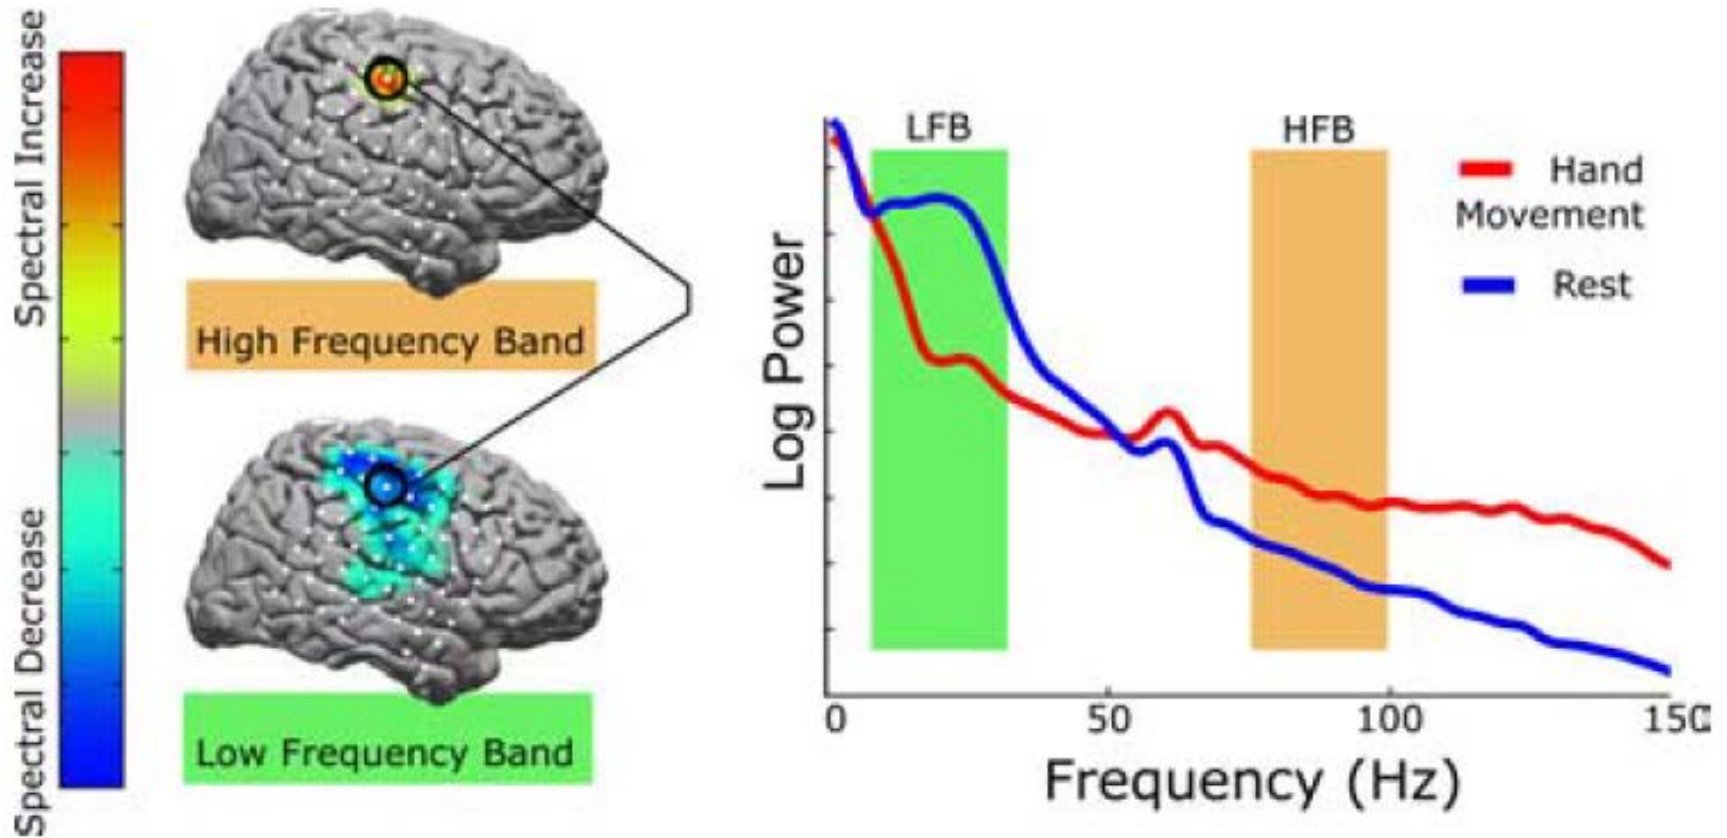 Spectral Increase
Spectral Decrease
High Frequency Band
Low Frequency Band
LFB
HFB
Hand
Movement
Rest
Log Power
0
50
100
150
Frequency (Hz)